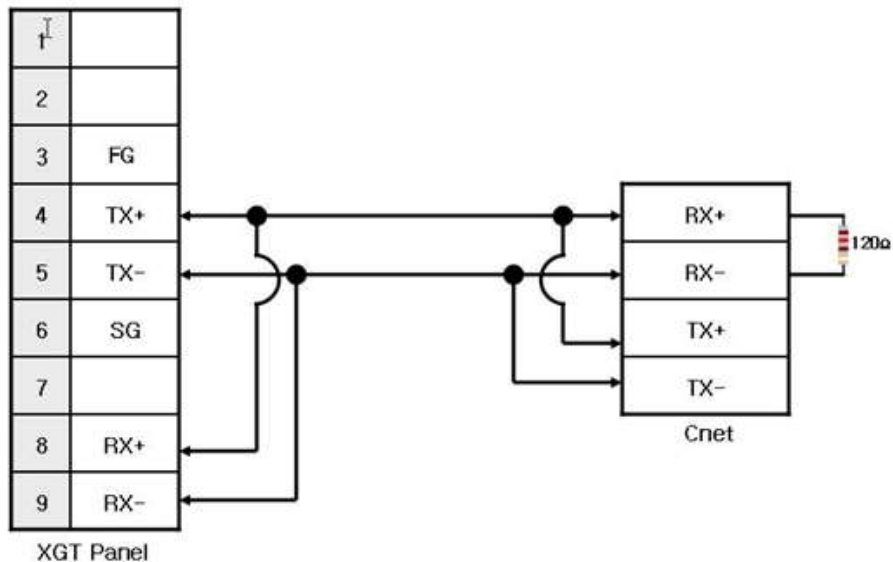 1
2
3 FG
4 TX+ RX+
120Ω
5 TX- RX-
6 SG TX+
7 TX-
8 RX+ Cnet
9 RX-
XGT Panel